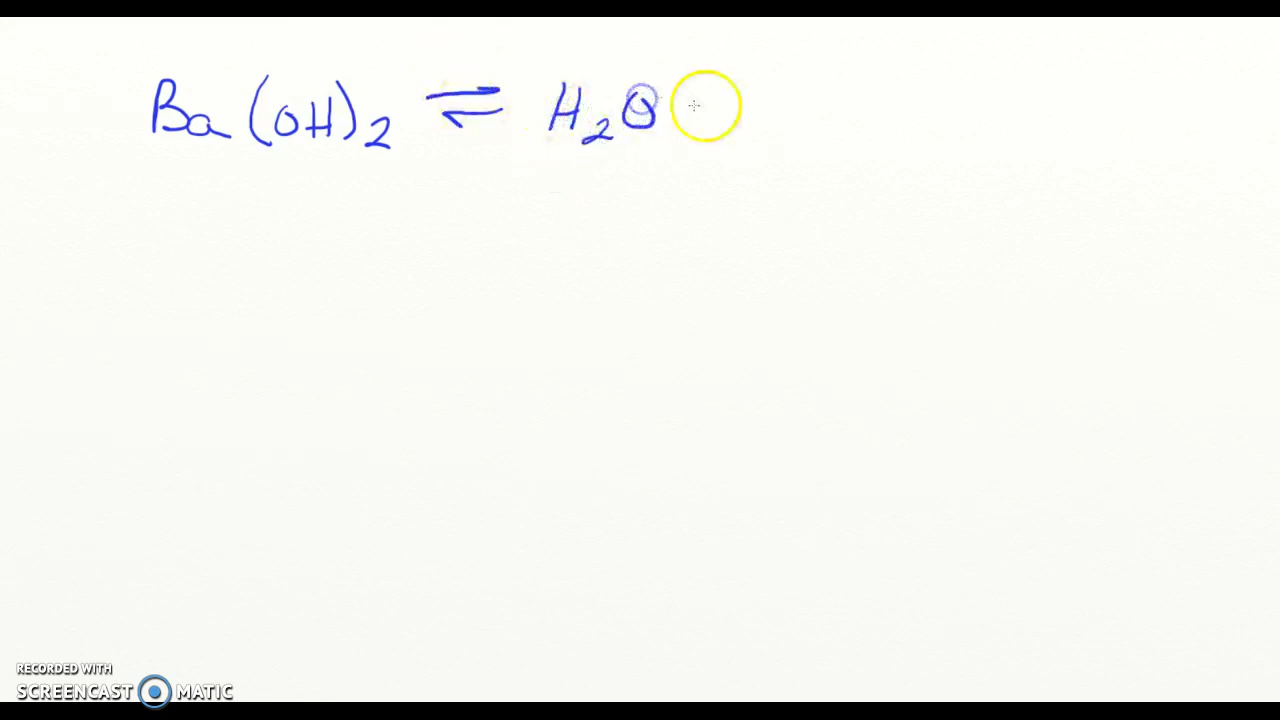 Ba(OH)₂ ⇌ H₂O
RECORDED WITH
SCREENCAST MATIC